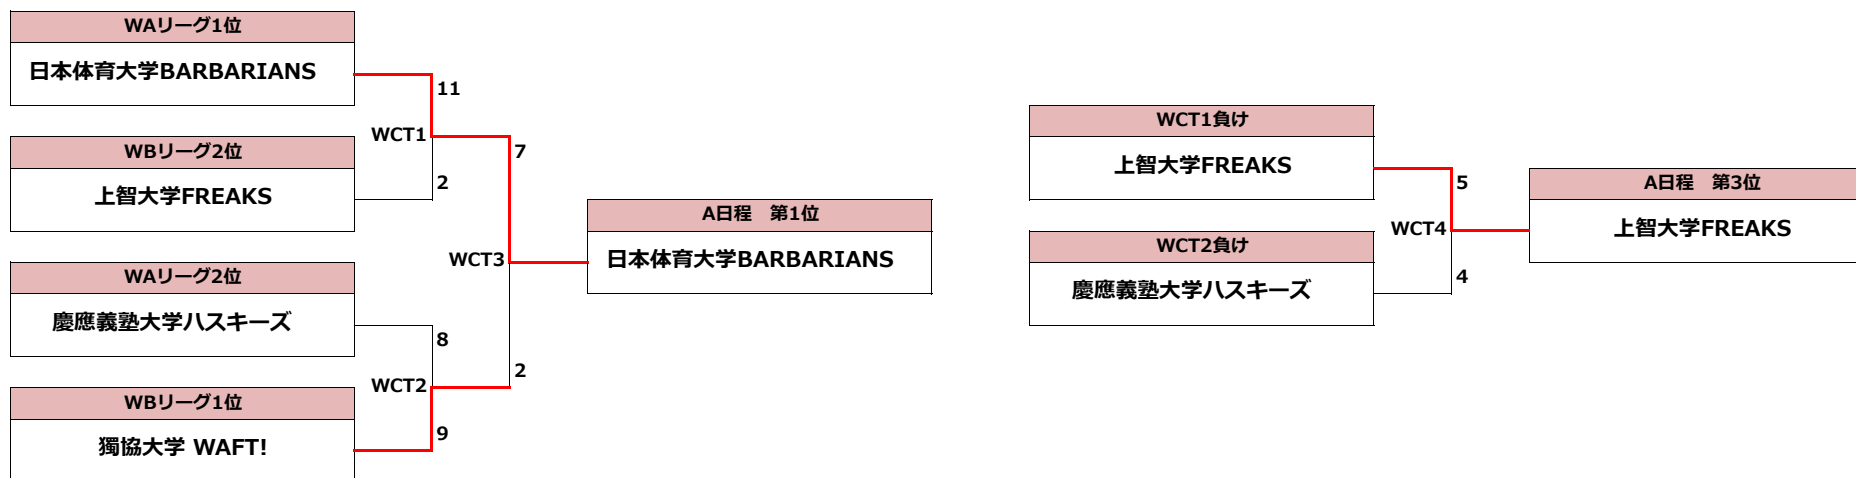 WAリーグ1位
日本体育大学BARBARIANS
11
WCT1
WBリーグ2位
上智大学FREAKS
2
7
WCT3
A日程　第1位
日本体育大学BARBARIANS
WAリーグ2位
慶應義塾大学ハスキーズ
8
2
WCT2
WBリーグ1位
獨協大学 WAFT!
9
WCT1負け
上智大学FREAKS
5
WCT4
WCT2負け
慶應義塾大学ハスキーズ
4
A日程　第3位
上智大学FREAKS